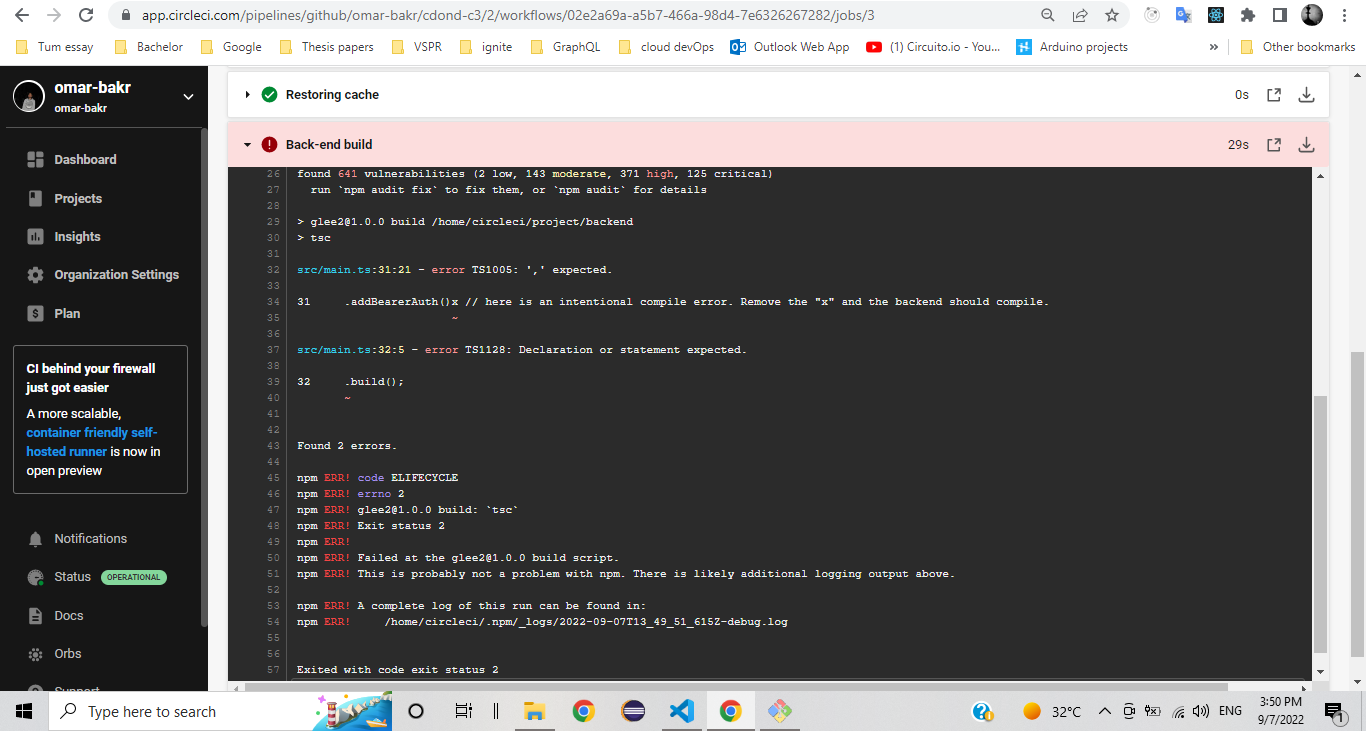 app.circleci.com/pipelines/github/omar-bakr/cdond-c3/2/workflows/02e2a69a-a5b7-466a-98d4-7e6326267282/jobs/3
Tum essay Bachelor Google Thesis papers VSPR ignite GraphQL cloud devOps Outlook Web App (1) Circuito.io - You... Arduino projects » Other bookmarks
omar-bakr
omar-bakr
Dashboard
Projects
Insights
Organization Settings
Plan
CI behind your firewall
just got easier
A more scalable,
container friendly self-
hosted runner is now in
open preview
Notifications
Status OPERATIONAL
Docs
Orbs
Support
Restoring cache 0s
Back-end build 29s
26 found 641 vulnerabilities (2 low, 143 moderate, 371 high, 125 critical)
27 run `npm audit fix` to fix them, or `npm audit` for details
28
29 > glee2@1.0.0 build /home/circleci/project/backend
30 > tsc
31
32 src/main.ts:31:21 - error TS1005: ',' expected.
33
34 31 .addBearerAuth()x // here is an intentional compile error. Remove the "x" and the backend should compile.
35 ~
36
37 src/main.ts:32:5 - error TS1128: Declaration or statement expected.
38
39 32 .build();
40 ~
41
42
43 Found 2 errors.
44
45 npm ERR! code ELIFECYCLE
46 npm ERR! errno 2
47 npm ERR! glee2@1.0.0 build: `tsc`
48 npm ERR! Exit status 2
49 npm ERR!
50 npm ERR! Failed at the glee2@1.0.0 build script.
51 npm ERR! This is probably not a problem with npm. There is likely additional logging output above.
52
53 npm ERR! A complete log of this run can be found in:
54 npm ERR! /home/circleci/.npm/_logs/2022-09-07T13_49_51_615Z-debug.log
55
56
57 Exited with code exit status 2
Type here to search
32°C
ENG
3:50 PM
9/7/2022
1